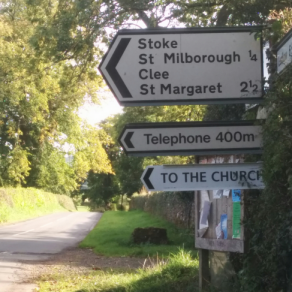 Stoke
St Milborough ¼
Clee
St Margaret 2½
Telephone 400m
TO THE CHURCH